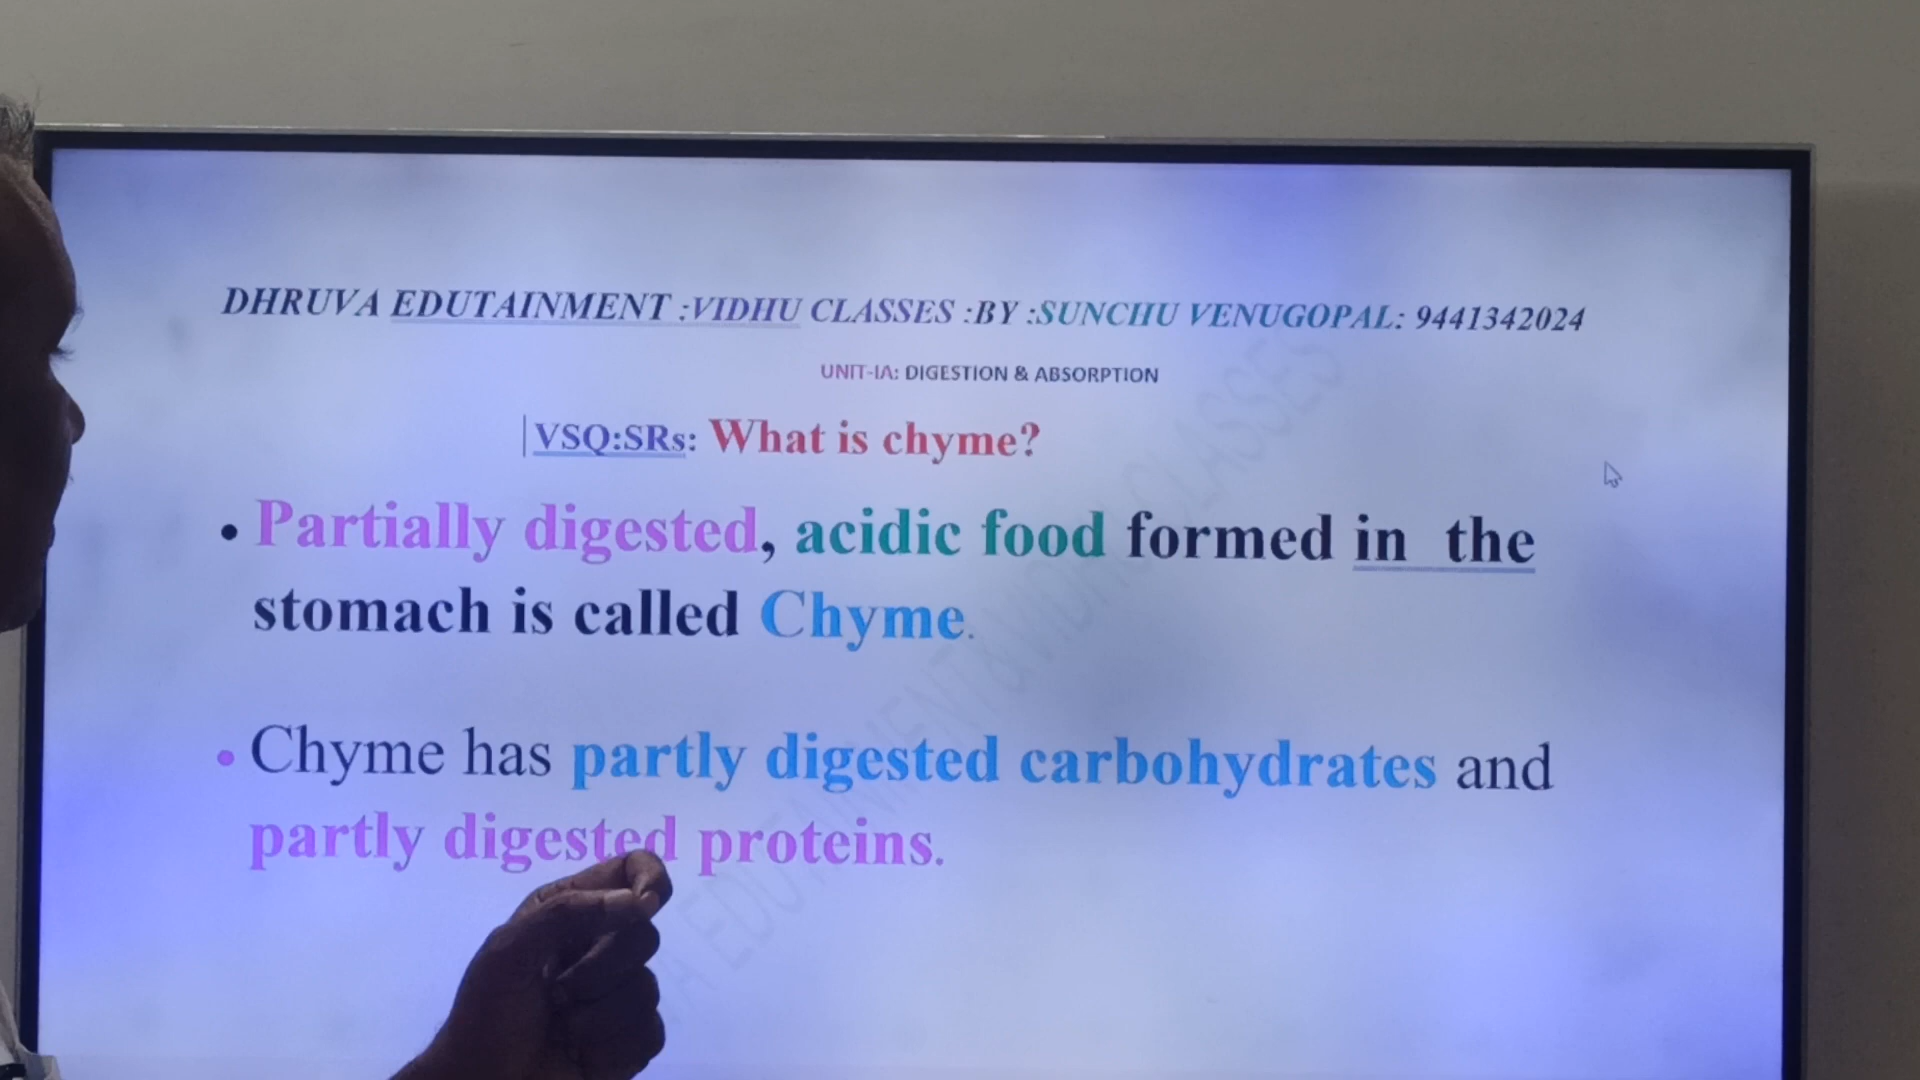 DHRUVA EDUTAINMENT :VIDHU CLASSES :BY :SUNCHU VENUGOPAL: 9441342024
UNIT-IA: DIGESTION & ABSORPTION
VSQ:SRs: What is chyme?
• Partially digested, acidic food formed in the
stomach is called Chyme.
• Chyme has partly digested carbohydrates and
partly digested proteins.